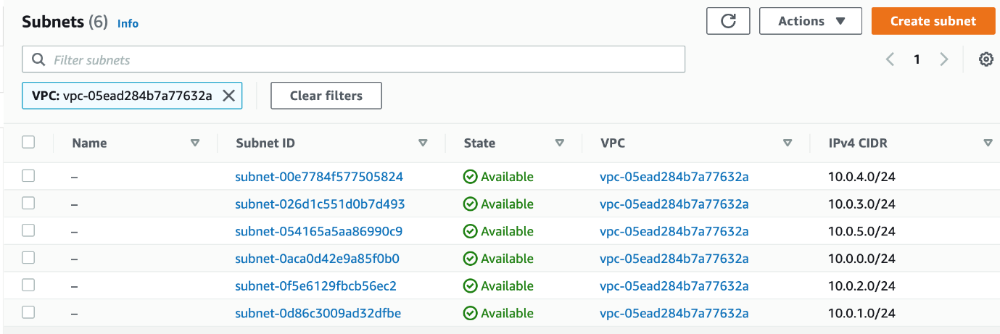 Subnets (6) Info Actions Create subnet
Filter subnets 1
VPC: vpc-05ead284b7a77632a Clear filters
Name Subnet ID State VPC IPv4 CIDR
– subnet-00e7784f577505824 Available vpc-05ead284b7a77632a 10.0.4.0/24
– subnet-026d1c551d0b7d493 Available vpc-05ead284b7a77632a 10.0.3.0/24
– subnet-054165a5aa86990c9 Available vpc-05ead284b7a77632a 10.0.5.0/24
– subnet-0aca0d42e9a85f0b0 Available vpc-05ead284b7a77632a 10.0.0.0/24
– subnet-0f5e6129fbcb56ec2 Available vpc-05ead284b7a77632a 10.0.2.0/24
– subnet-0d86c3009ad32dfbe Available vpc-05ead284b7a77632a 10.0.1.0/24